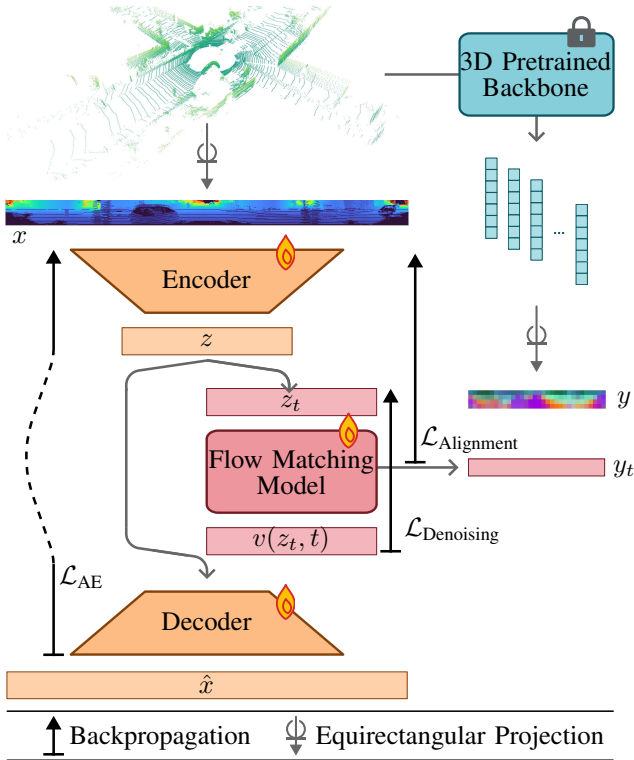 3D Pretrained
Backbone
x
Encoder
...
z
z_t
y
Flow Matching
Model
ℒ_Alignment
y_t
v(z_t, t)
ℒ_Denoising
ℒ_AE
Decoder
x̂
Backpropagation
Equirectangular Projection